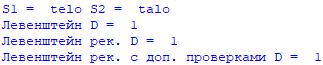 S1 =  telo S2 =  talo
Левенштейн D =  1
Левенштейн рек. D =  1
Левенштейн рек. с доп. проверками D =  1